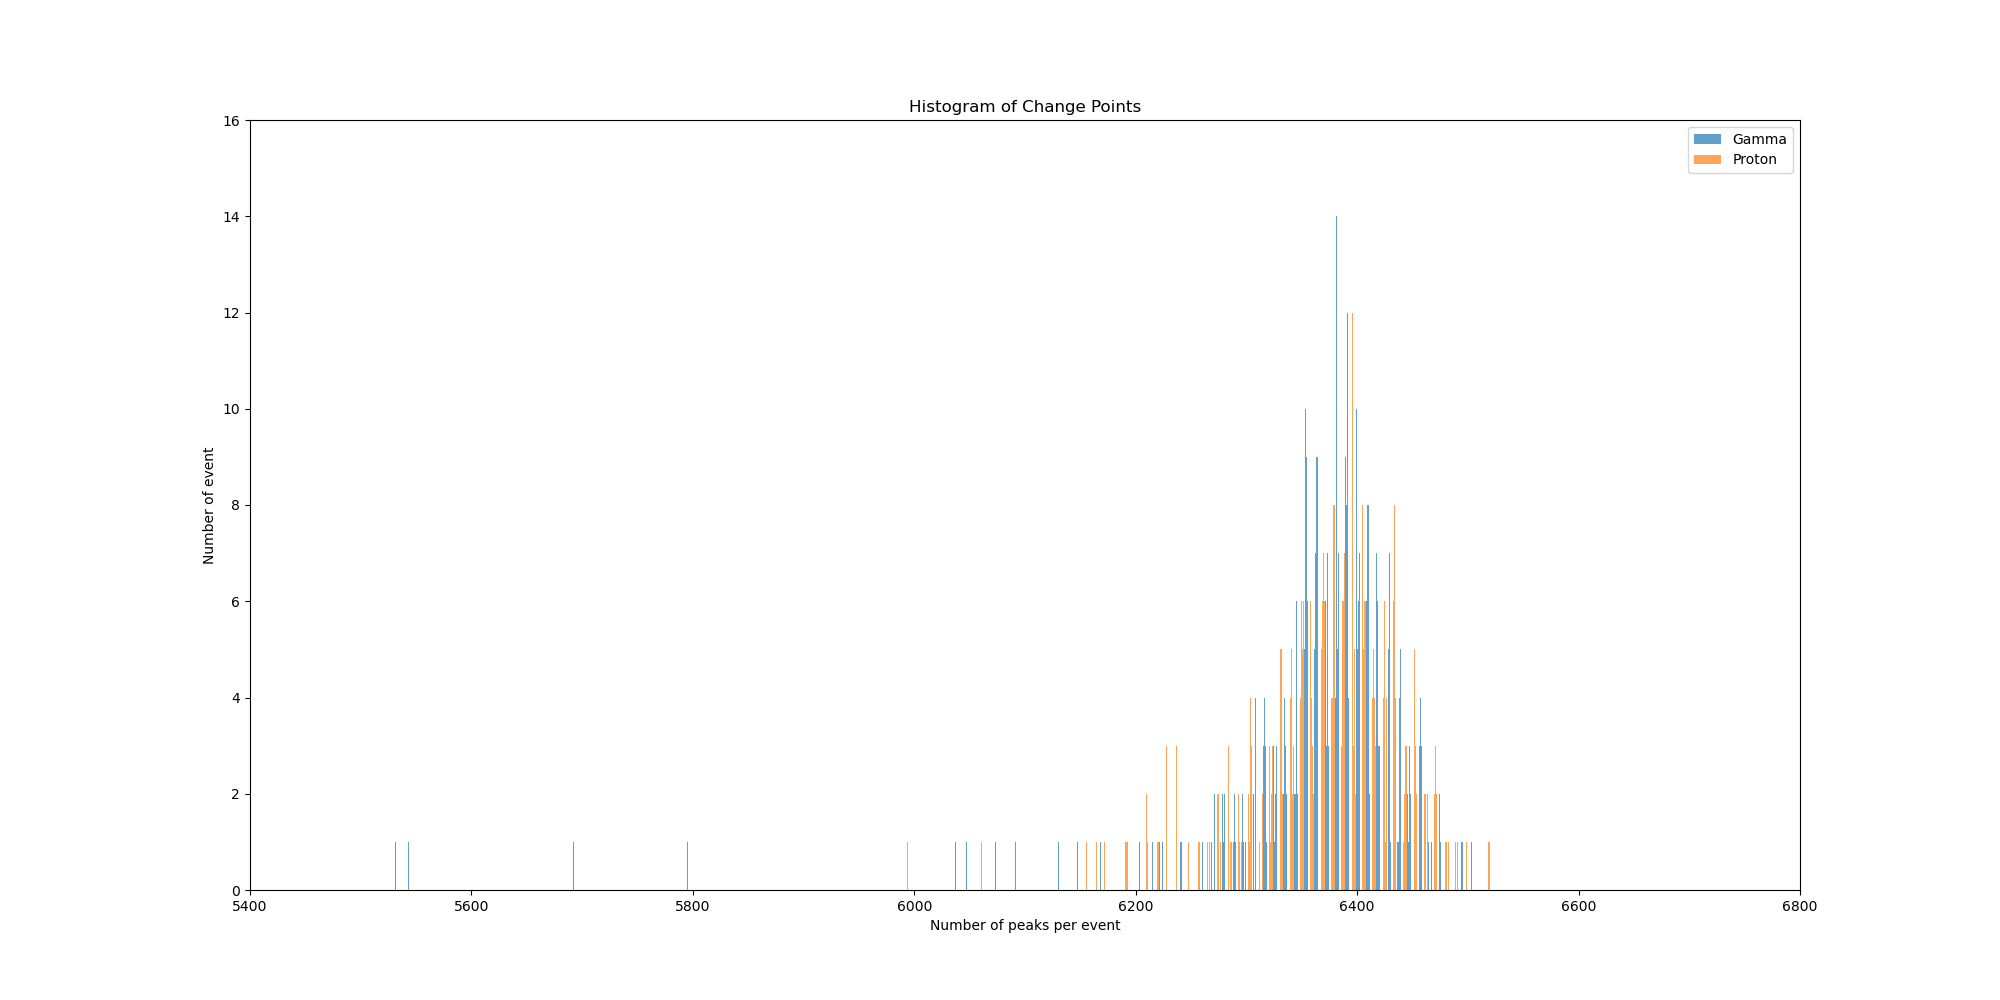 Histogram of Change Points
16
14
12
10
8
6
4
2
0
Number of event
Gamma
Proton
5400 5600 5800 6000 6200 6400 6600 6800
Number of peaks per event